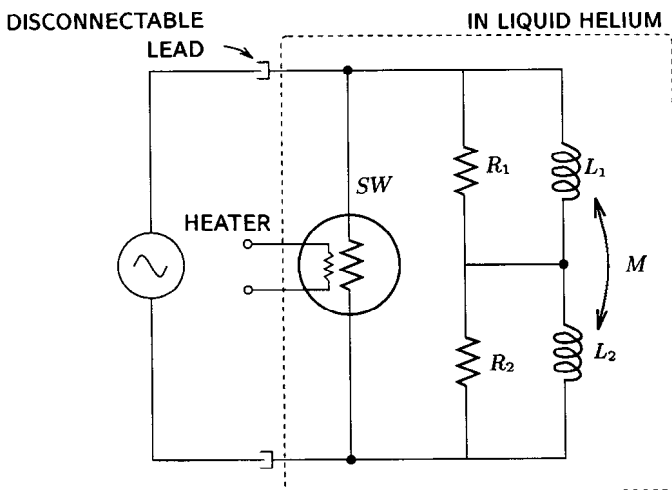 DISCONNECTABLE
LEAD
IN LIQUID HELIUM
SW
HEATER
R1
L1
M
R2
L2